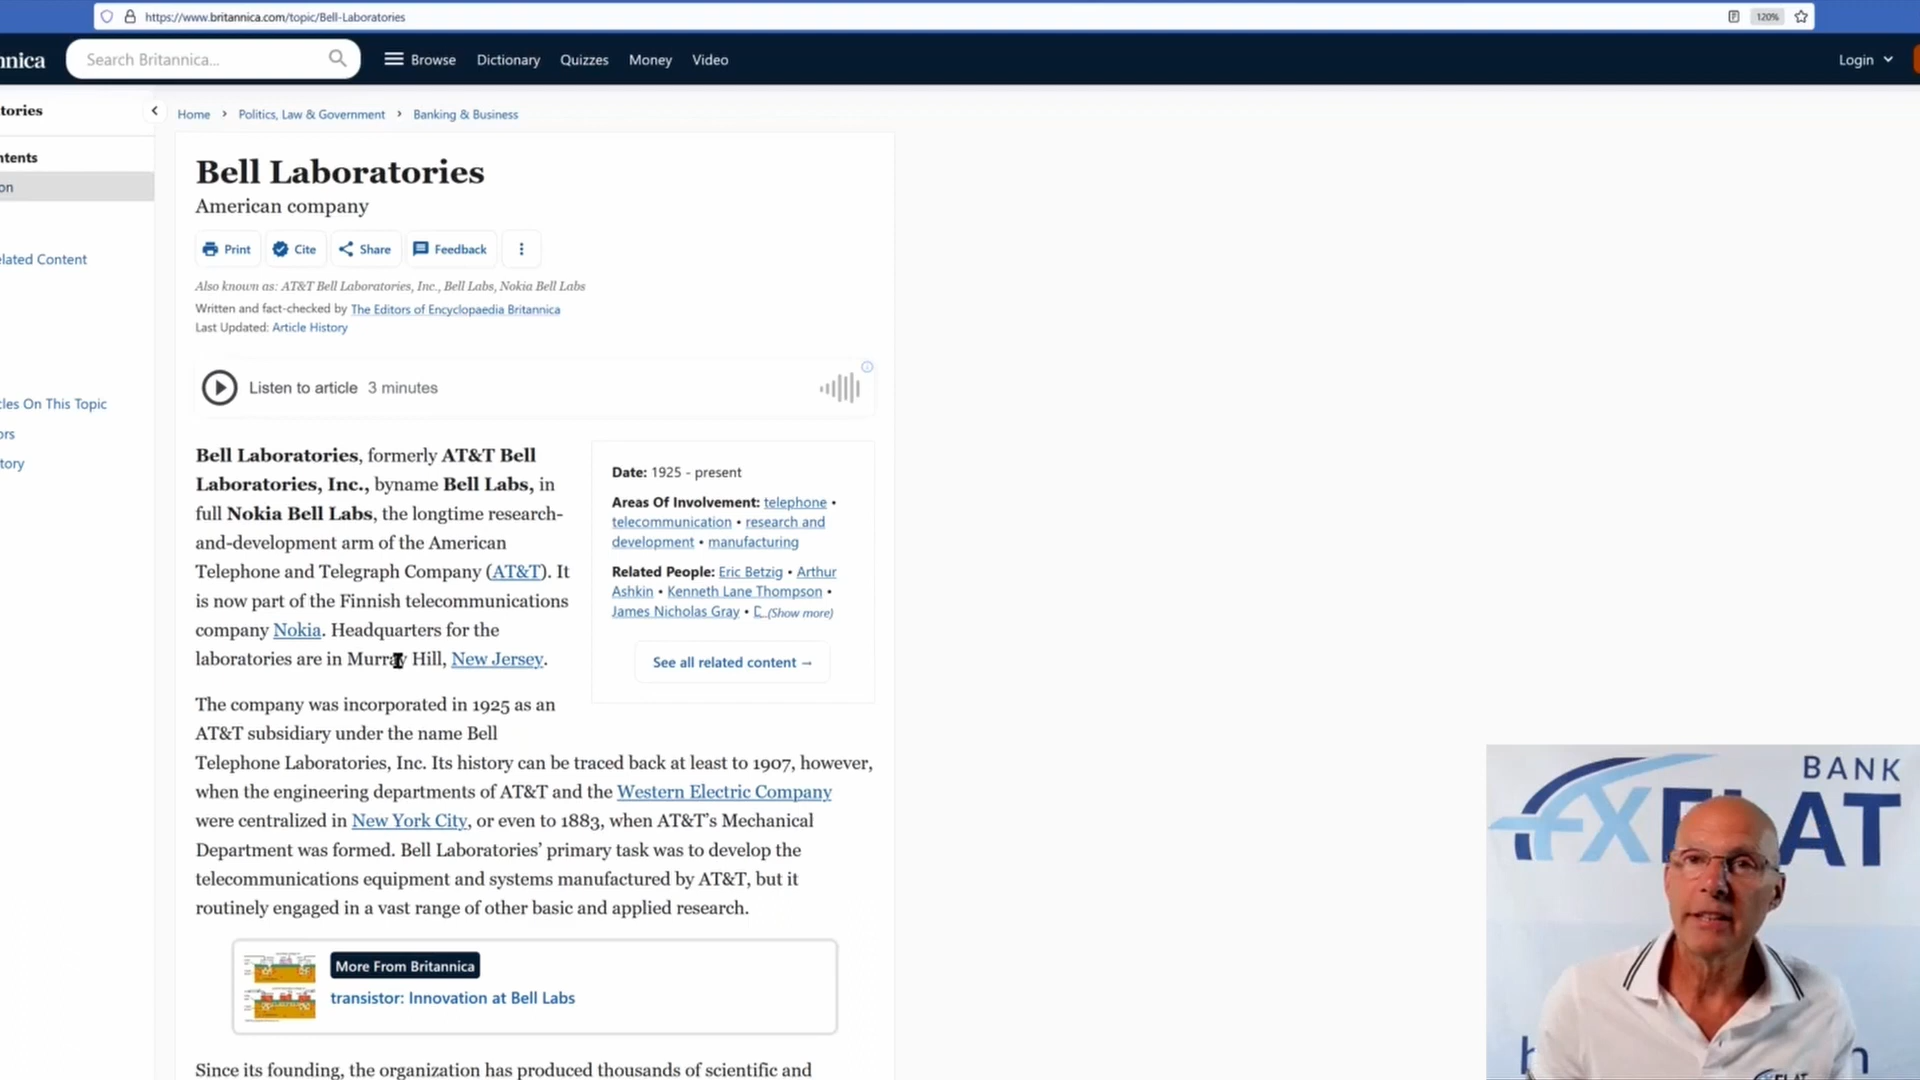 https://www.britannica.com/topic/Bell-Laboratories
120%
nnica
Search Britannica...
Browse
Dictionary
Quizzes
Money
Video
Login
tories
ntents
on
elated Content
cles On This Topic
ors
tory
Home › Politics, Law & Government › Banking & Business
Bell Laboratories
American company
Print
Cite
Share
Feedback
Also known as: AT&T Bell Laboratories, Inc., Bell Labs, Nokia Bell Labs
Written and fact-checked by The Editors of Encyclopaedia Britannica
Last Updated: Article History
Listen to article 3 minutes
Bell Laboratories, formerly AT&T Bell
Laboratories, Inc., byname Bell Labs, in
full Nokia Bell Labs, the longtime research-
and-development arm of the American
Telephone and Telegraph Company (AT&T). It
is now part of the Finnish telecommunications
company Nokia. Headquarters for the
laboratories are in Murray Hill, New Jersey.
Date: 1925 - present
Areas Of Involvement: telephone •
telecommunication • research and
development • manufacturing
Related People: Eric Betzig • Arthur
Ashkin • Kenneth Lane Thompson •
James Nicholas Gray • D...(Show more)
See all related content →
The company was incorporated in 1925 as an
AT&T subsidiary under the name Bell
Telephone Laboratories, Inc. Its history can be traced back at least to 1907, however,
when the engineering departments of AT&T and the Western Electric Company
were centralized in New York City, or even to 1883, when AT&T’s Mechanical
Department was formed. Bell Laboratories’ primary task was to develop the
telecommunications equipment and systems manufactured by AT&T, but it
routinely engaged in a vast range of other basic and applied research.
More From Britannica
transistor: Innovation at Bell Labs
Since its founding, the organization has produced thousands of scientific and
BANK
FXFLAT
FXFLAT